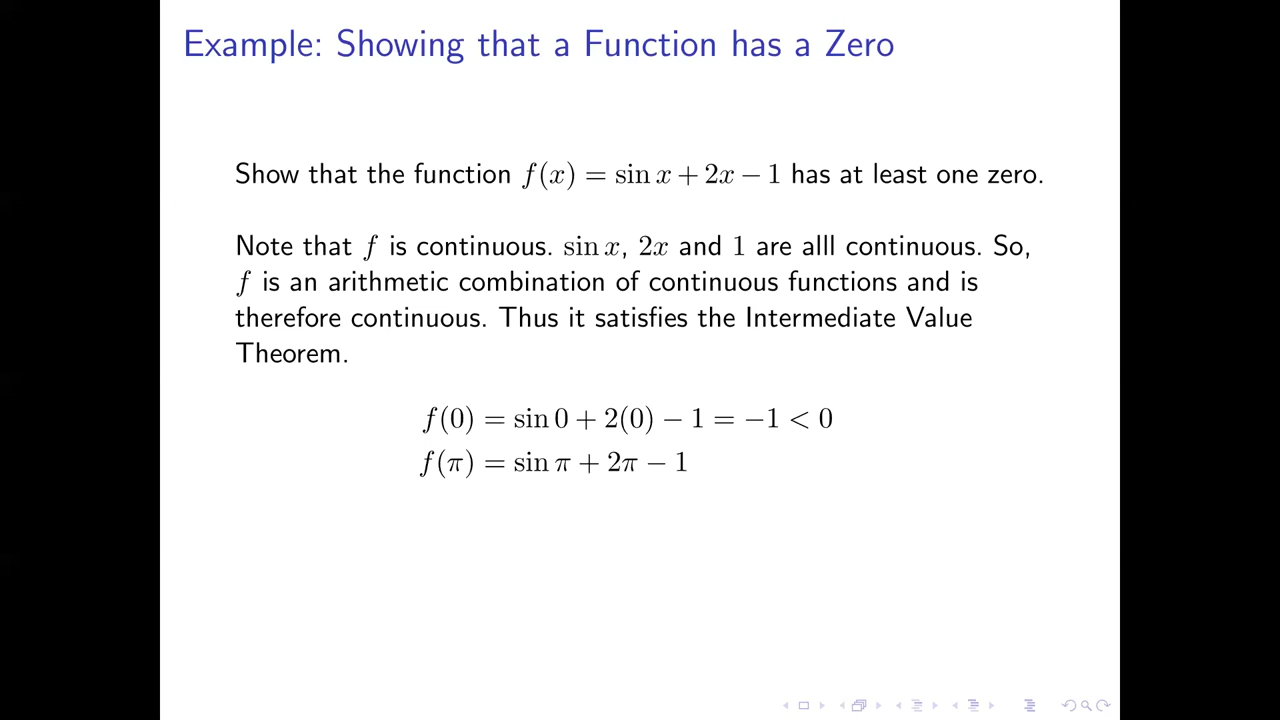 Example: Showing that a Function has a Zero
Show that the function f(x) = sin x + 2x − 1 has at least one zero.
Note that f is continuous. sin x, 2x and 1 are alll continuous. So,
f is an arithmetic combination of continuous functions and is
therefore continuous. Thus it satisfies the Intermediate Value
Theorem.
f(0) = sin 0 + 2(0) − 1 = −1 < 0
f(π) = sin π + 2π − 1